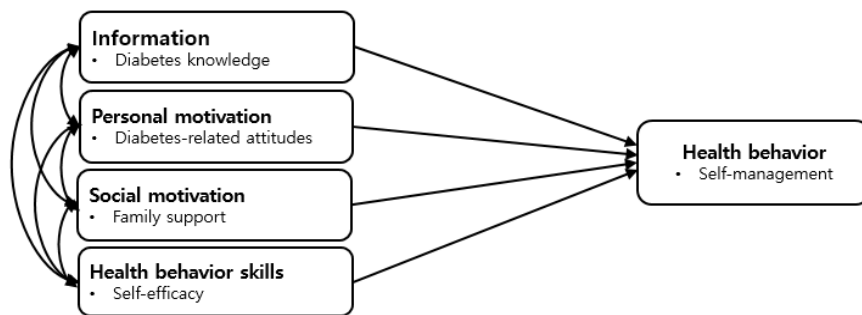 Information
• Diabetes knowledge
Personal motivation
• Diabetes-related attitudes
Social motivation
• Family support
Health behavior skills
• Self-efficacy
Health behavior
• Self-management